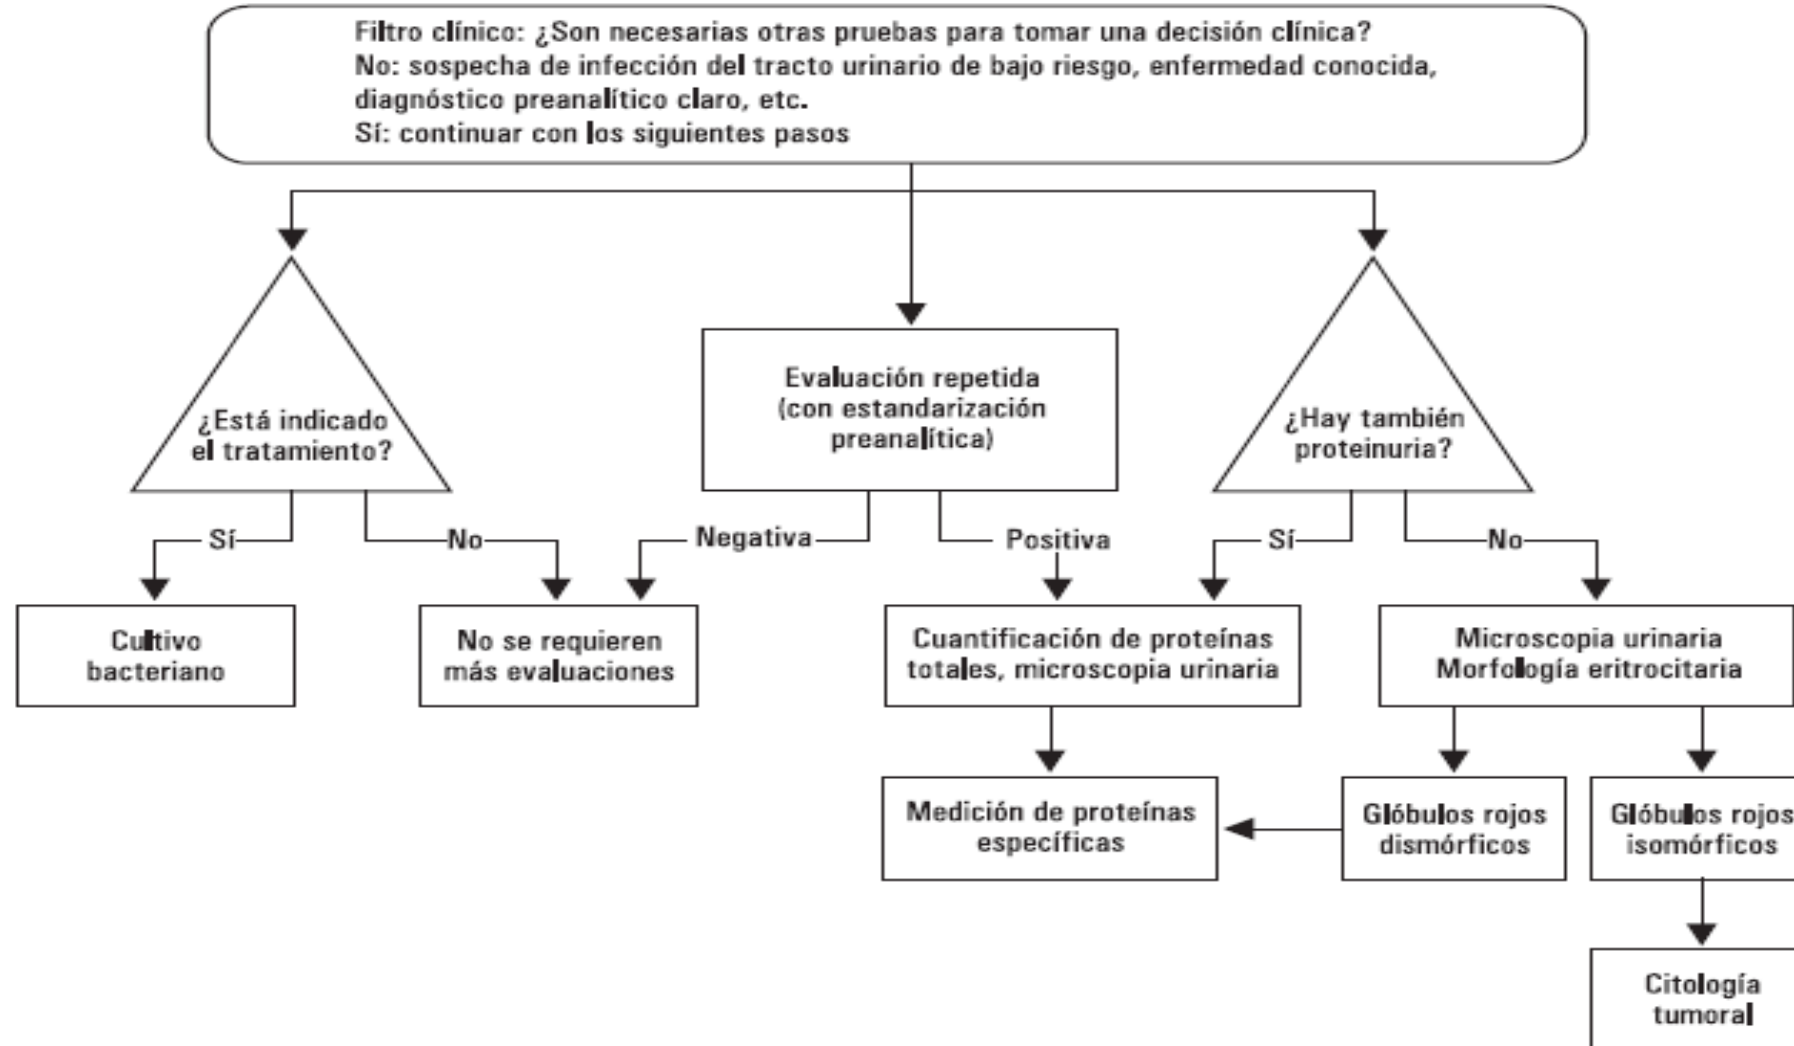 Filtro clínico: ¿Son necesarias otras pruebas para tomar una decisión clínica?
No: sospecha de infección del tracto urinario de bajo riesgo, enfermedad conocida,
diagnóstico preanalítico claro, etc.
Sí: continuar con los siguientes pasos
¿Está indicado
el tratamiento?
Evaluación repetida
(con estandarización
preanalítica)
¿Hay también
proteinuria?
Sí
No
Negativa
Positiva
Sí
No
Cultivo
bacteriano
No se requieren
más evaluaciones
Cuantificación de proteínas
totales, microscopia urinaria
Microscopia urinaria
Morfología eritrocitaria
Medición de proteínas
específicas
Glóbulos rojos
dismórficos
Glóbulos rojos
isomórficos
Citología
tumoral